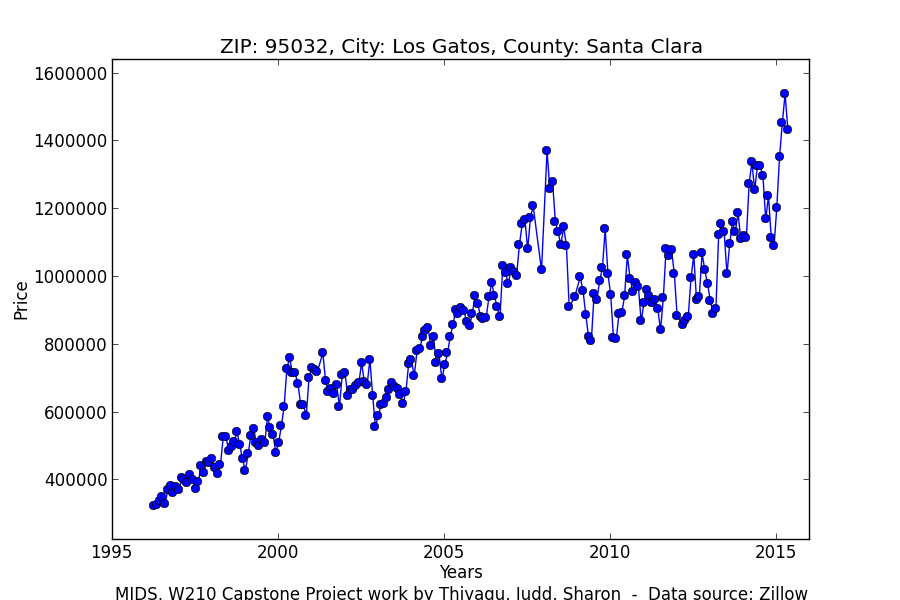 ZIP: 95032, City: Los Gatos, County: Santa Clara
1600000
1400000
1200000
1000000
800000
600000
400000
Price
1995 2000 2005 2010 2015
Years
MIDS, W210 Capstone Project work by Thiyagu, Judd, Sharon - Data source: Zillow